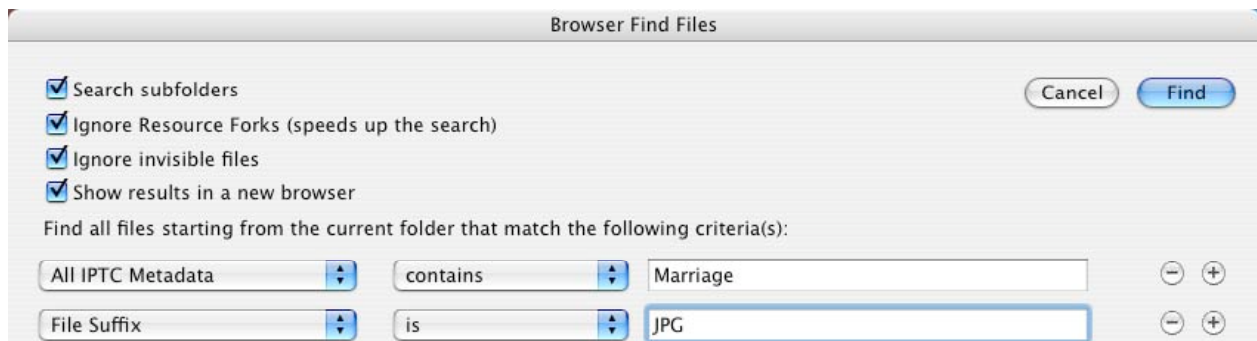 Browser Find Files
Search subfolders
Cancel
Find
Ignore Resource Forks (speeds up the search)
Ignore invisible files
Show results in a new browser
Find all files starting from the current folder that match the following criteria(s):
All IPTC Metadata contains Marriage
File Suffix is JPG